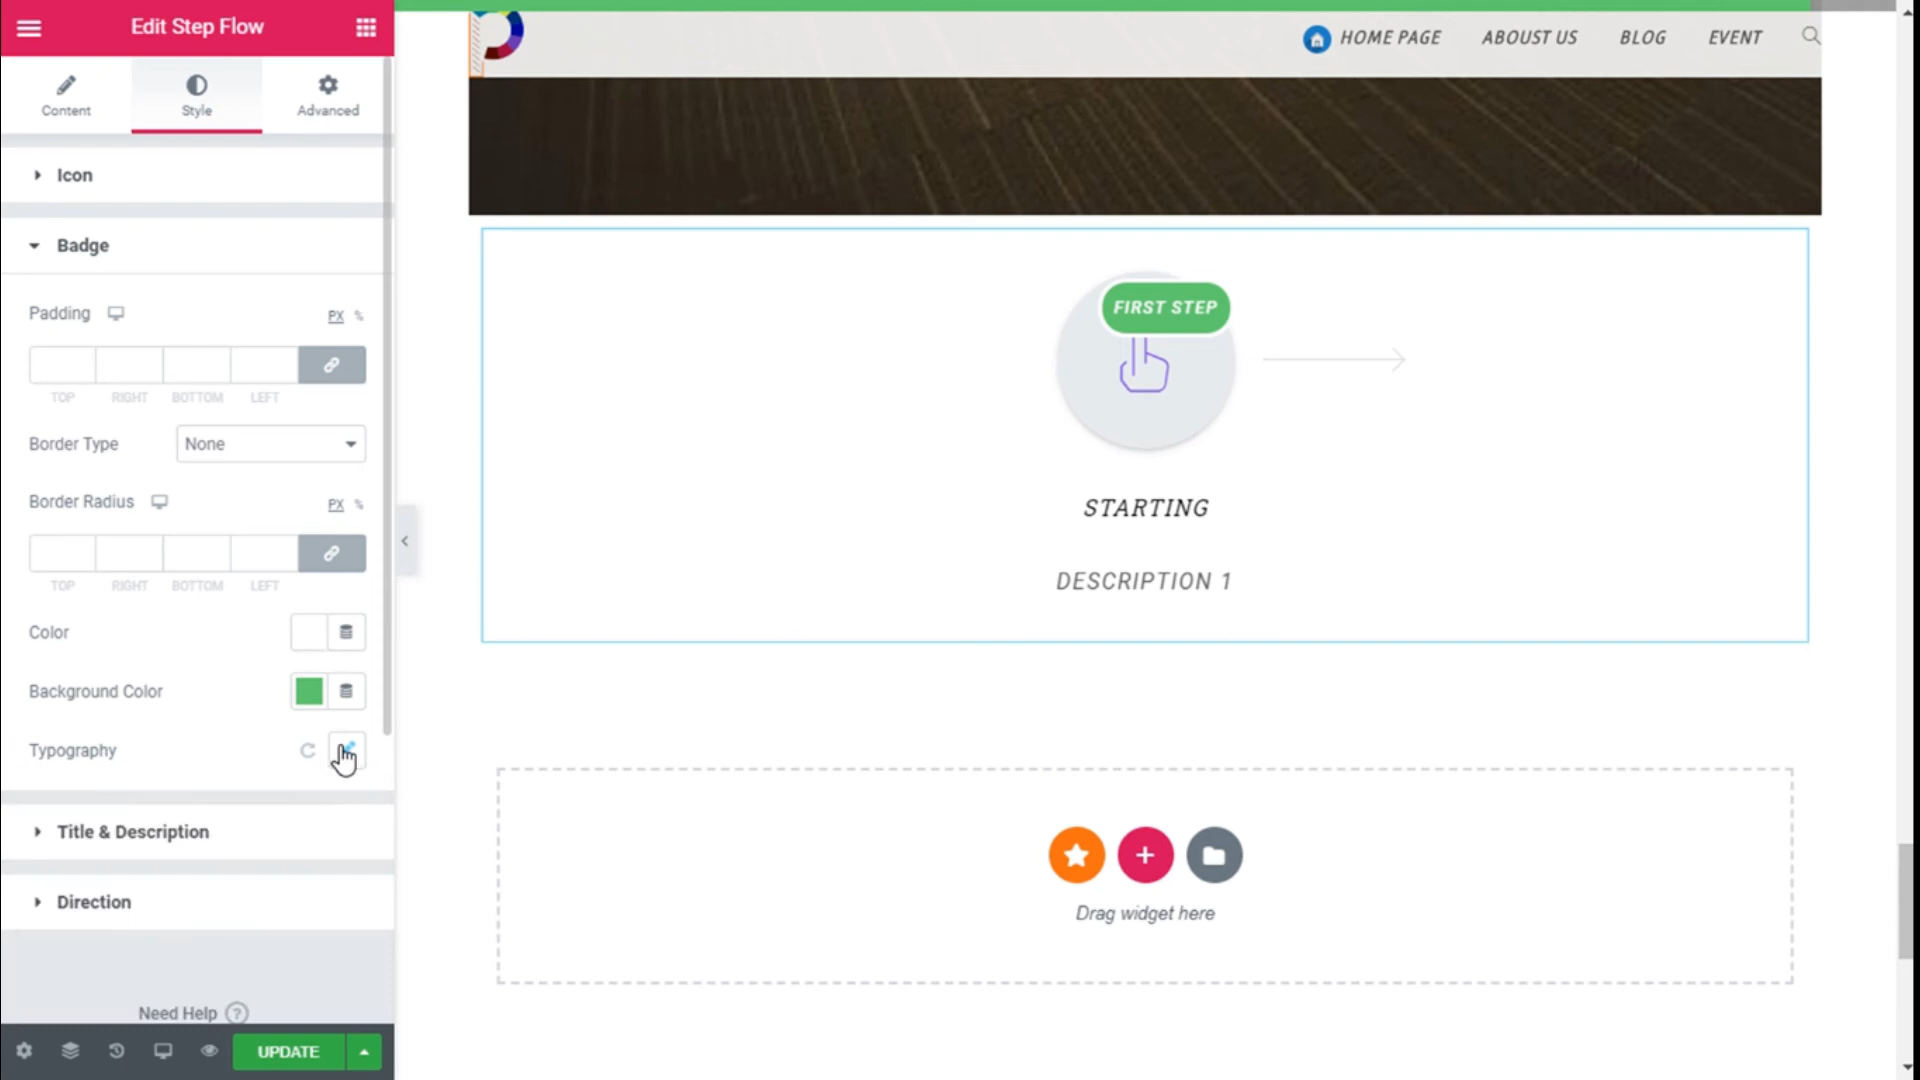 Edit Step Flow
HOME PAGE
ABOUST US
BLOG
EVENT
Content
Style
Advanced
Icon
Badge
Padding
PX %
TOP RIGHT BOTTOM LEFT
Border Type
None
Border Radius
PX %
TOP RIGHT BOTTOM LEFT
Color
Background Color
Typography
Title & Description
Direction
Need Help ?
UPDATE
FIRST STEP
STARTING
DESCRIPTION 1
Drag widget here